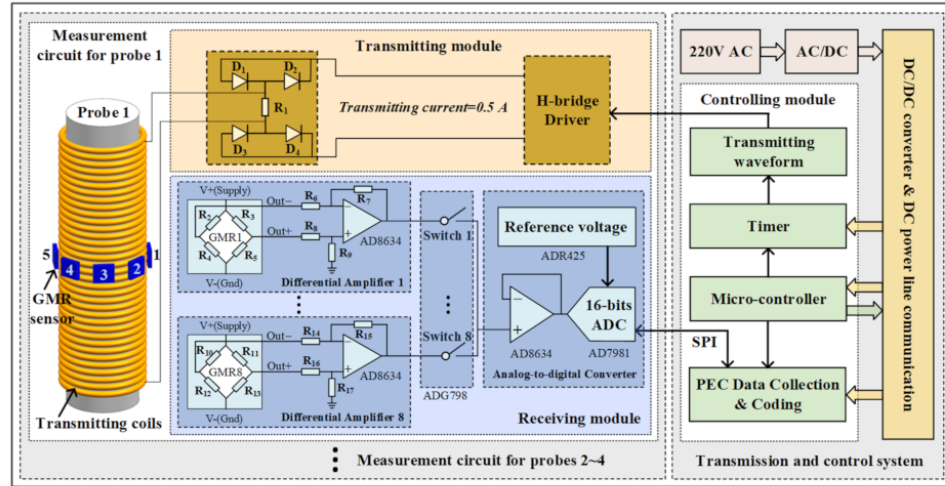 Measurement
circuit for probe 1
Probe 1
5
4
3
2
1
GMR
sensor
Transmitting coils
Transmitting module
D1
D2
R1
D3
D4
Transmitting current=0.5 A
H-bridge
Driver
V+(Supply)
Out−
R6
R7
R2
R3
GMR1
Out+
R8
R4
R5
R9
AD8634
V-(Gnd)
Differential Amplifier 1
V+(Supply)
Out−
R14
R15
R10
R11
GMR8
Out+
R16
R12
R13
R17
AD8634
V-(Gnd)
Differential Amplifier 8
Switch 1
Switch 8
ADG798
Reference voltage
ADR425
16-bits
ADC
AD8634
AD7981
Analog-to-digital Converter
Receiving module
Measurement circuit for probes 2~4
220V AC
AC/DC
Controlling module
Transmitting
waveform
Timer
Micro-controller
SPI
PEC Data Collection
& Coding
DC/DC converter & DC power line communication
Transmission and control system